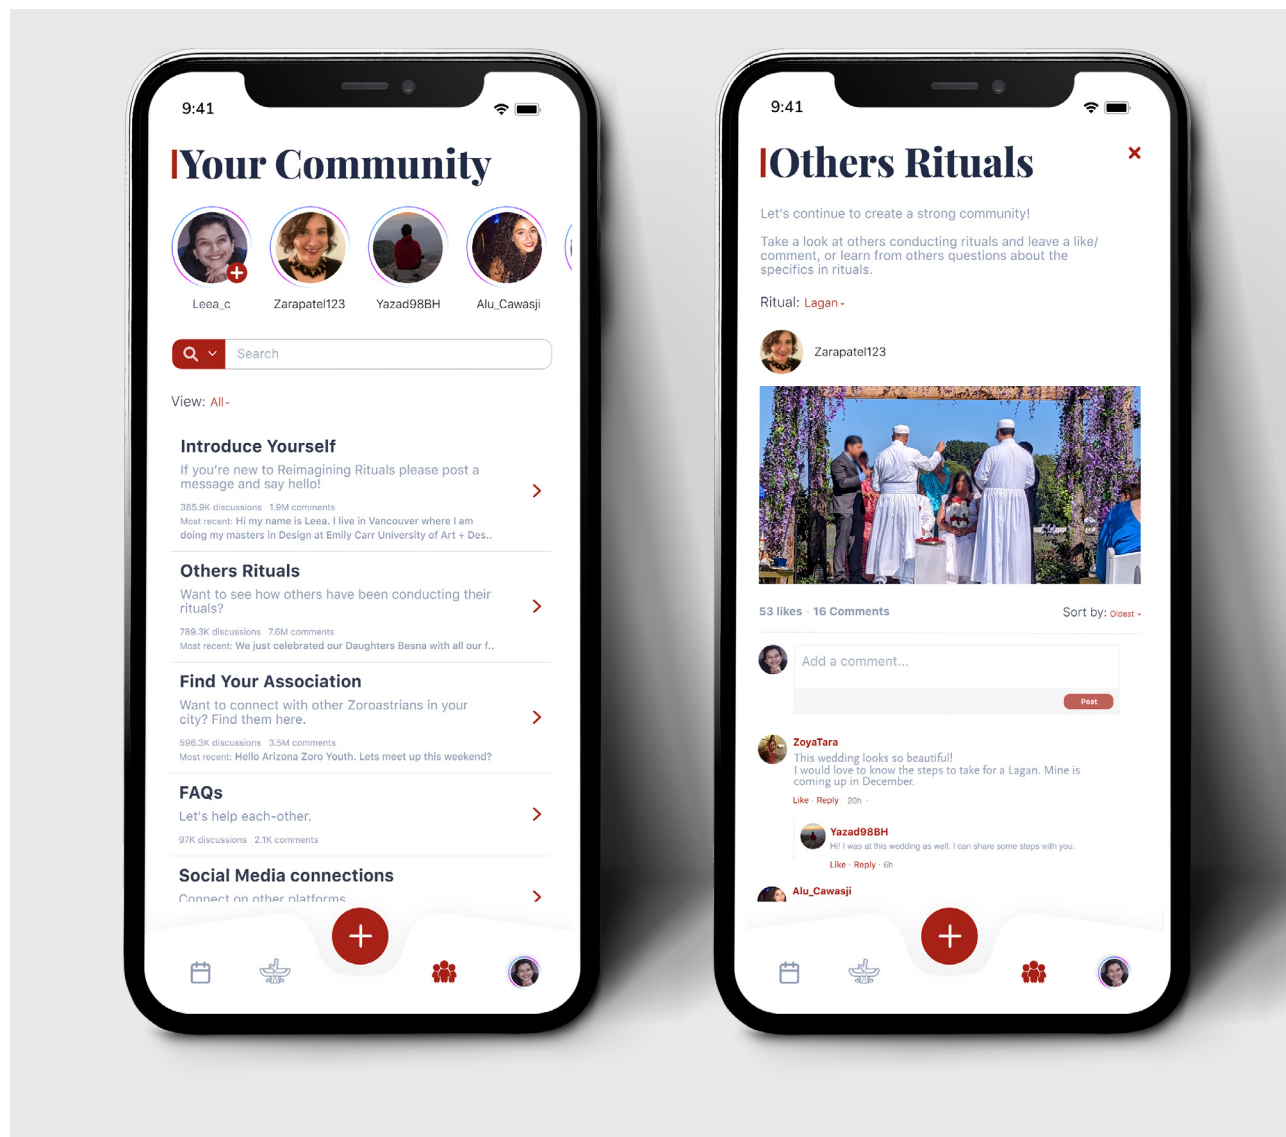 9:41
Your Community
Leea_c
Zarapatel123
Yazad98BH
Alu_Cawasji
Search
View: All
Introduce Yourself
If you're new to Reimagining Rituals please post a
message and say hello!
385.9K discussions 1.9M comments
Most recent: Hi my name is Leea. I live in Vancouver where I am
doing my masters in Design at Emily Carr University of Art + Des..
Others Rituals
Want to see how others have been conducting their
rituals?
789.3K discussions 7.6M comments
Most recent: We just celebrated our Daughters Besna with all our f..
Find Your Association
Want to connect with other Zoroastrians in your
city? Find them here.
596.3K discussions 3.5M comments
Most recent: Hello Arizona Zoro Youth. Lets meet up this weekend?
FAQs
Let's help each-other.
97K discussions 2.1K comments
Social Media connections
Connect on other platforms
9:41
Others Rituals
Let's continue to create a strong community!
Take a look at others conducting rituals and leave a like/
comment, or learn from others questions about the
specifics in rituals.
Ritual: Lagan
Zarapatel123
53 likes · 16 Comments
Sort by: Oldest
Add a comment...
Post
ZoyaTara
This wedding looks so beautiful!
I would love to know the steps to take for a Lagan. Mine is
coming up in December.
Like · Reply 20h ·
Yazad98BH
Hi! I was at this wedding as well. I can share some steps with you.
Like · Reply · 6h
Alu_Cawasji